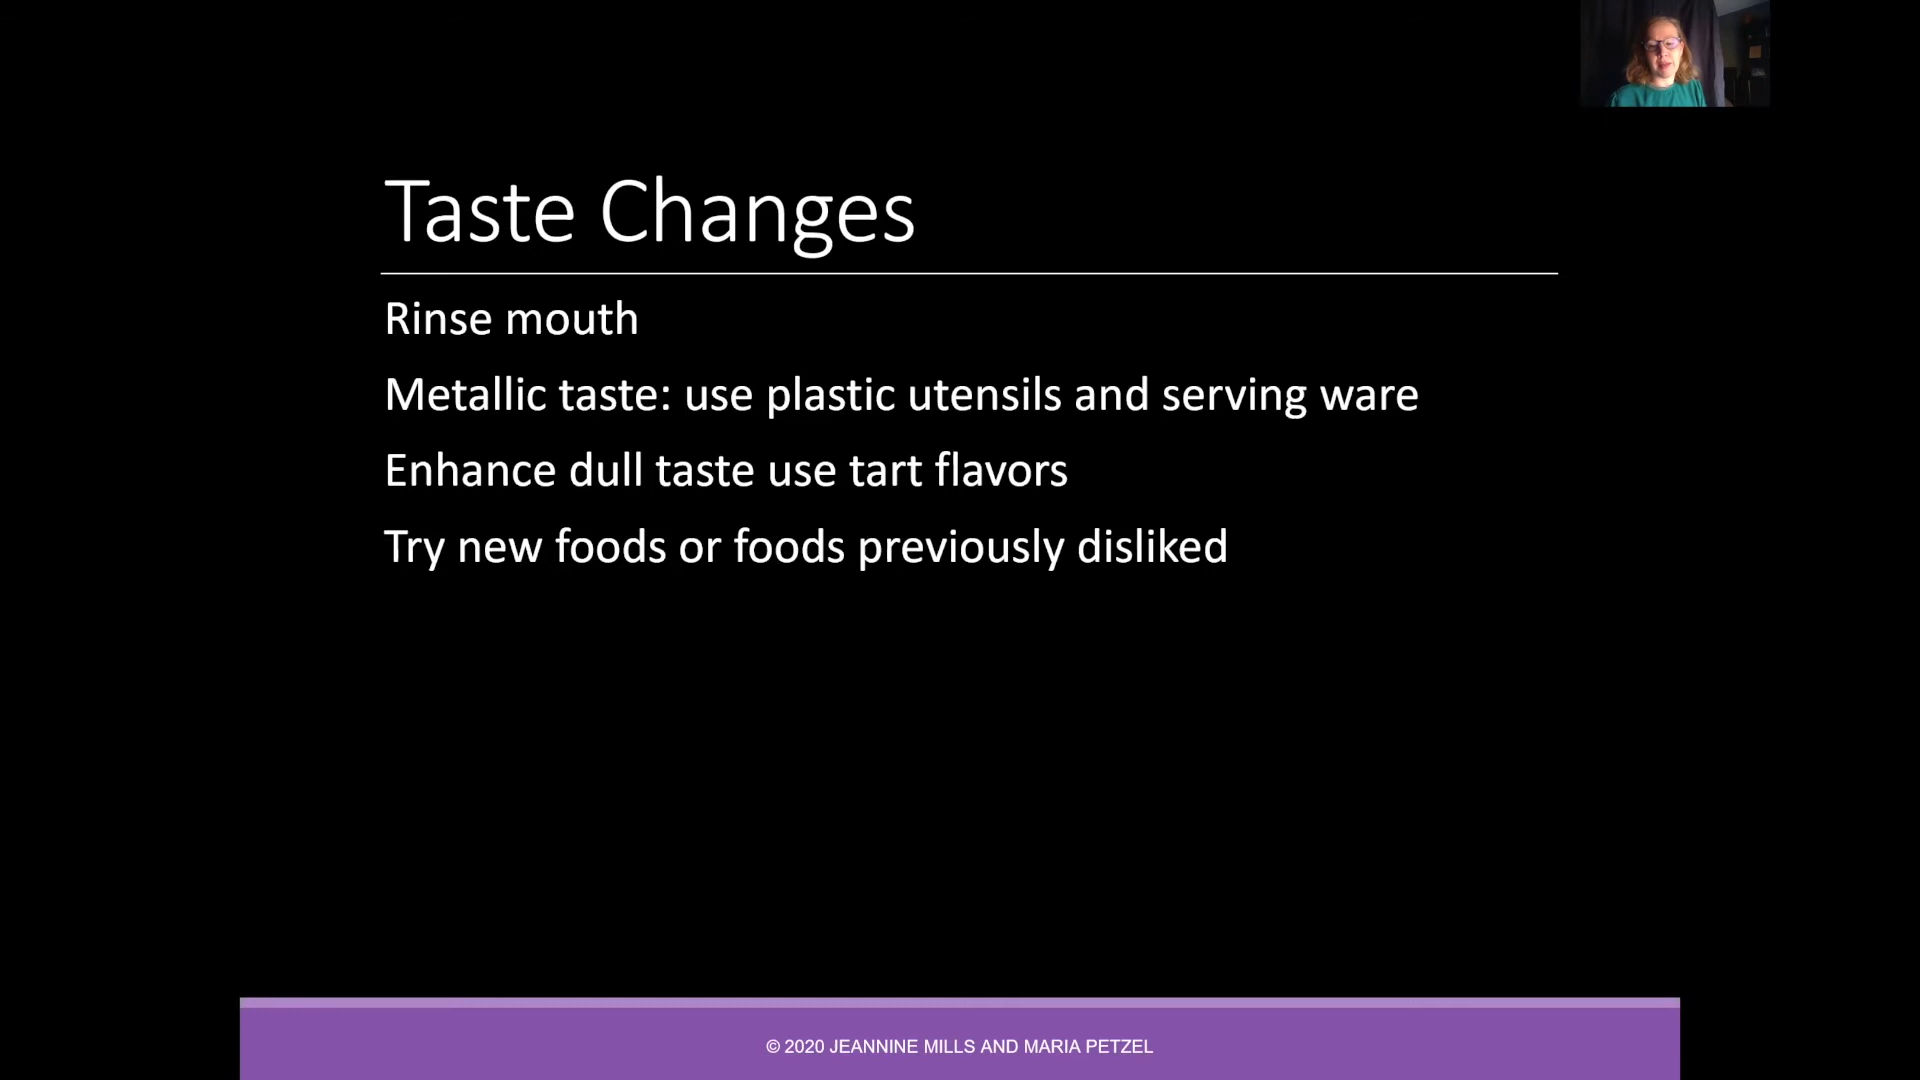 Taste Changes
Rinse mouth
Metallic taste: use plastic utensils and serving ware
Enhance dull taste use tart flavors
Try new foods or foods previously disliked
© 2020 JEANNINE MILLS AND MARIA PETZEL